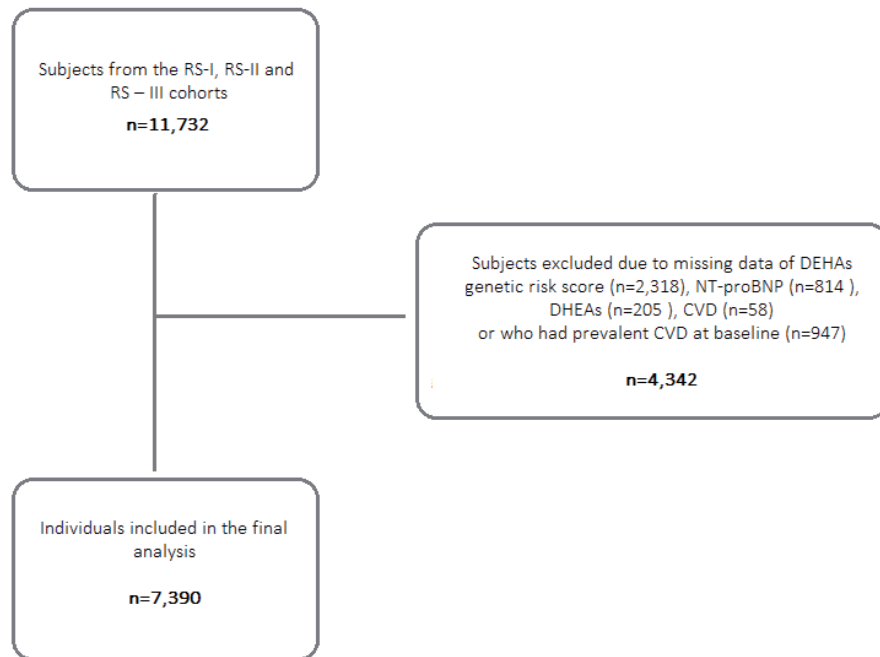 Subjects from the RS-I, RS-II and
RS – III cohorts
n=11,732
Subjects excluded due to missing data of DEHAs
genetic risk score (n=2,318), NT-proBNP (n=814 ),
DHEAs (n=205 ), CVD (n=58)
or who had prevalent CVD at baseline (n=947)
n=4,342
Individuals included in the final
analysis
n=7,390